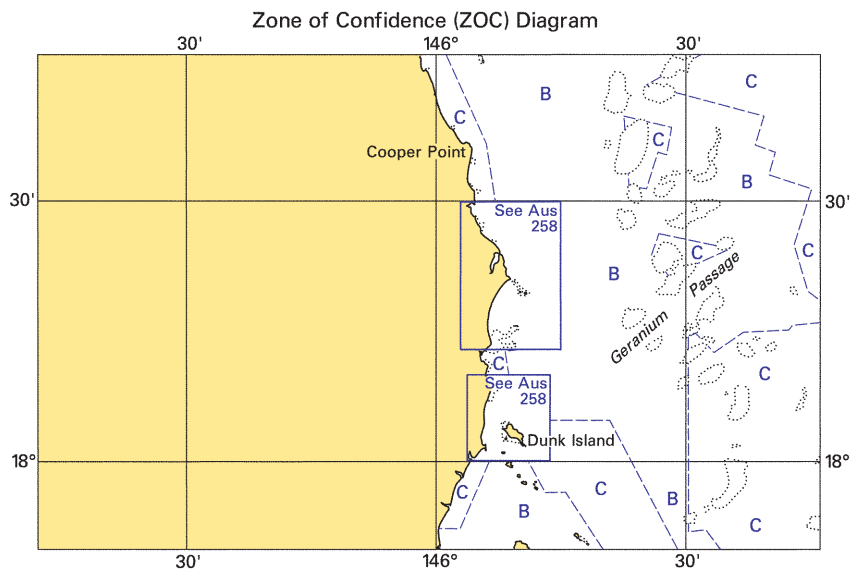 Zone of Confidence (ZOC) Diagram
30' 146° 30'
C
B
C
C
Cooper Point
B
30' 30'
See Aus
258
C C
B
Passage
Geranium
C
C
See Aus
258
Dunk Island
18° 18°
C C B
B
C
30' 146° 30'